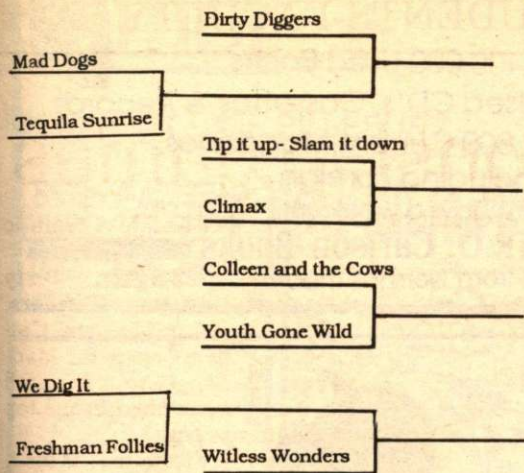 Dirty Diggers
Mad Dogs
Tequila Sunrise
Tip it up- Slam it down
Climax
Colleen and the Cows
Youth Gone Wild
We Dig It
Freshman Follies
Witless Wonders